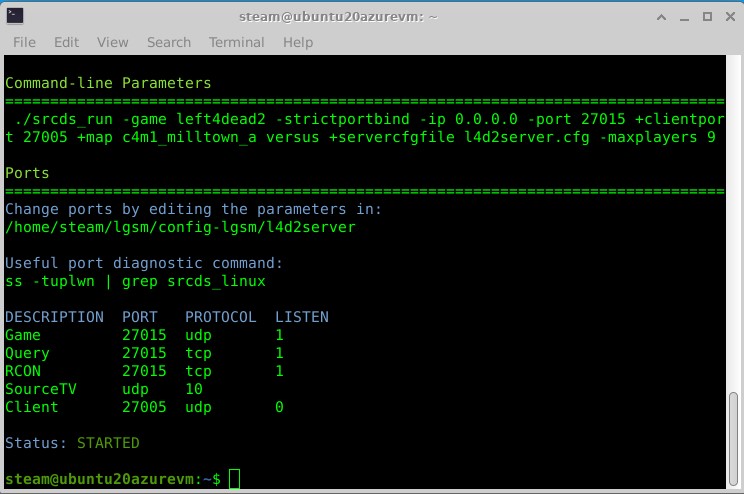 steam@ubuntu20azurevm: ~
File Edit View Search Terminal Help
Command-line Parameters
================================================================================
./srcds_run -game left4dead2 -strictportbind -ip 0.0.0.0 -port 27015 +clientpor
t 27005 +map c4m1_milltown_a versus +servercfgfile l4d2server.cfg -maxplayers 9
Ports
================================================================================
Change ports by editing the parameters in:
/home/steam/lgsm/config-lgsm/l4d2server
Useful port diagnostic command:
ss -tuplwn | grep srcds_linux
DESCRIPTION PORT PROTOCOL LISTEN
Game 27015 udp 1
Query 27015 tcp 1
RCON 27015 tcp 1
SourceTV udp 10
Client 27005 udp 0
Status: STARTED
steam@ubuntu20azurevm:~$